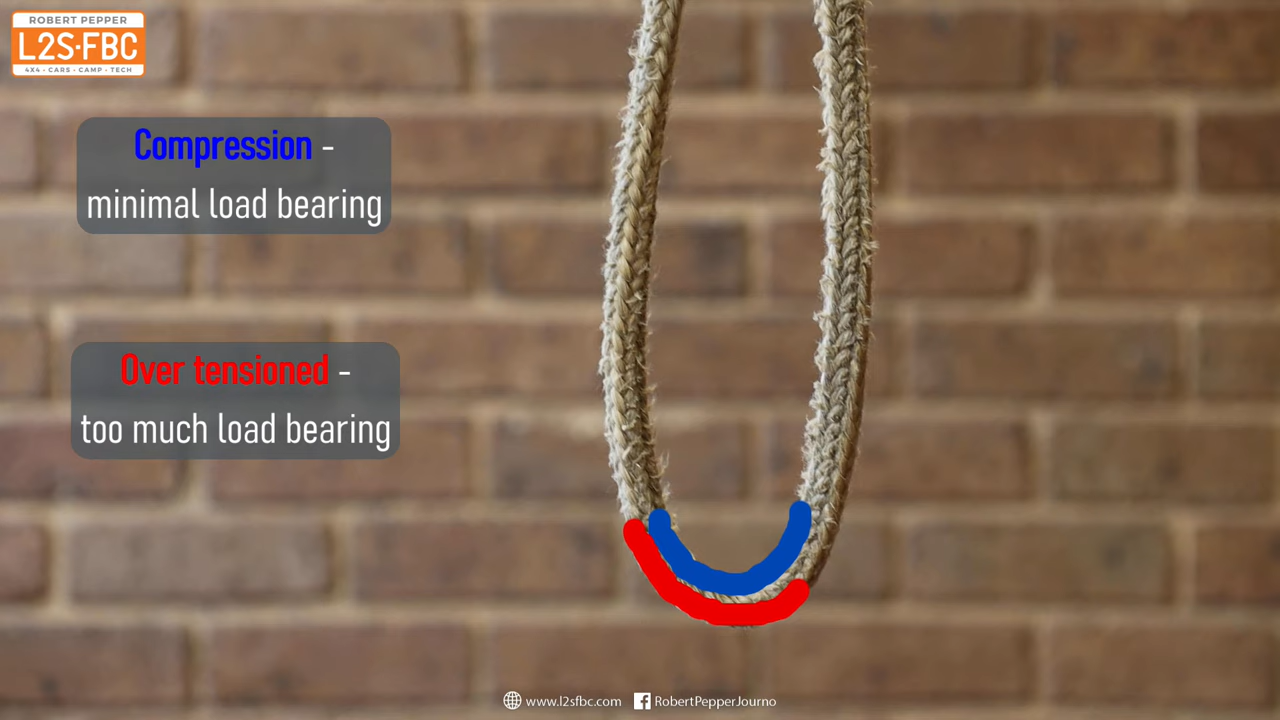 ROBERT PEPPER
L2S·FBC
4X4 - CARS - CAMP - TECH
Compression -
minimal load bearing
Over tensioned -
too much load bearing
www.l2sfbc.com RobertPepperJourno